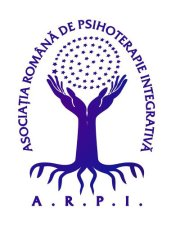 ASOCIAȚIA ROMÂNĂ DE PSIHOTERAPIE INTEGRATIVĂ
A. R. P. I.